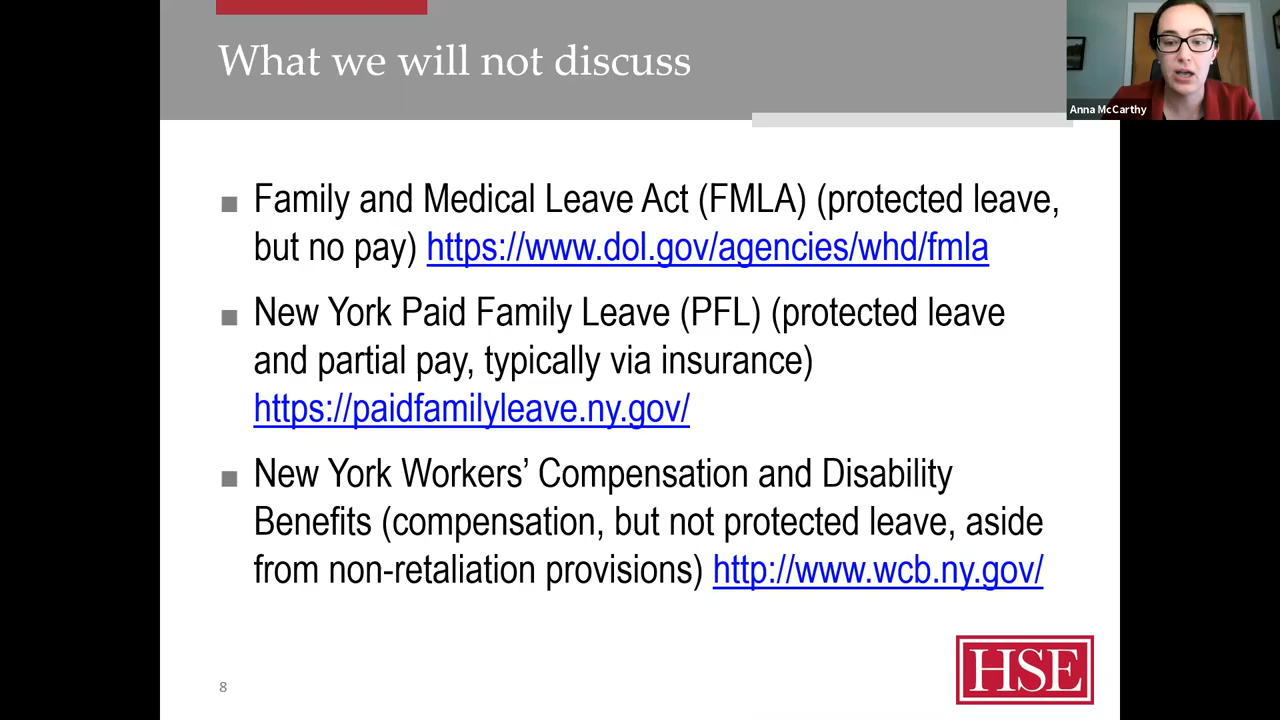 What we will not discuss
Anna McCarthy
■ Family and Medical Leave Act (FMLA) (protected leave,
but no pay) https://www.dol.gov/agencies/whd/fmla
■ New York Paid Family Leave (PFL) (protected leave
and partial pay, typically via insurance)
https://paidfamilyleave.ny.gov/
■ New York Workers’ Compensation and Disability
Benefits (compensation, but not protected leave, aside
from non-retaliation provisions) http://www.wcb.ny.gov/
8
HSE